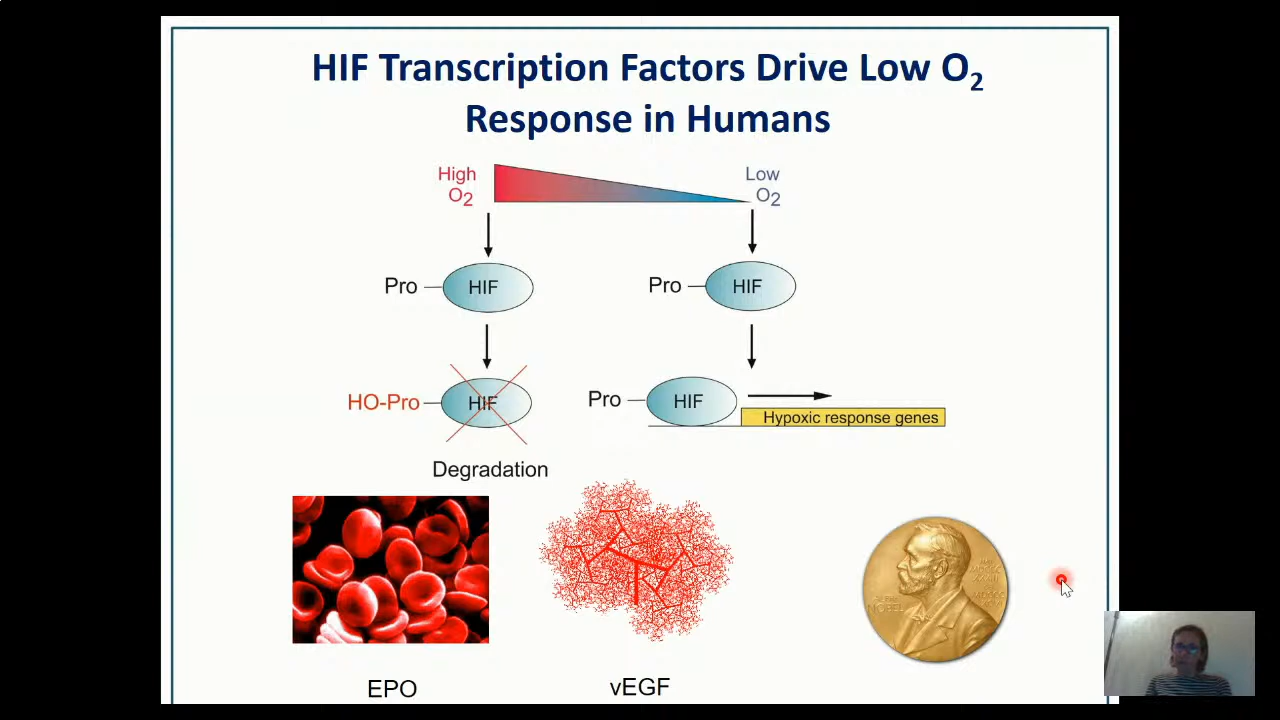 HIF Transcription Factors Drive Low O2
Response in Humans
High
O2
Low
O2
Pro
HIF
Pro
HIF
HO-Pro
HIF
Pro
HIF
Hypoxic response genes
Degradation
EPO
vEGF